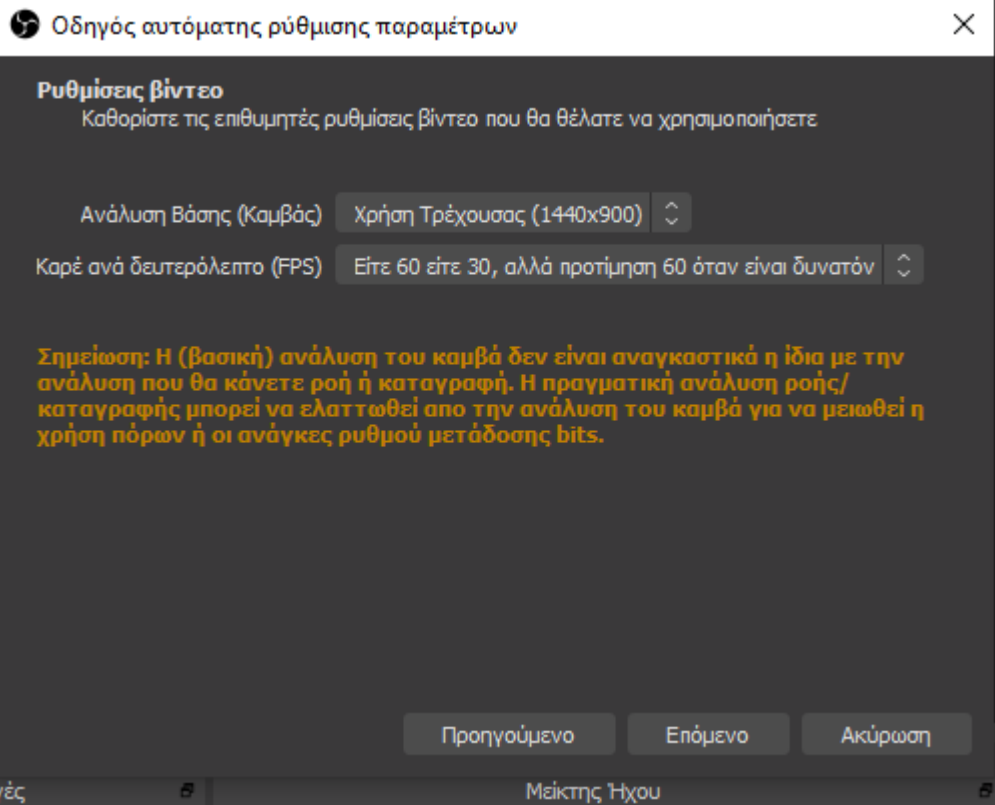 Οδηγός αυτόματης ρύθμισης παραμέτρων
Ρυθμίσεις βίντεο
Καθορίστε τις επιθυμητές ρυθμίσεις βίντεο που θα θέλατε να χρησιμοποιήσετε
Ανάλυση Βάσης (Καμβάς) Χρήση Τρέχουσας (1440x900)
Καρέ ανά δευτερόλεπτο (FPS) Είτε 60 είτε 30, αλλά προτίμηση 60 όταν είναι δυνατόν
Σημείωση: Η (βασική) ανάλυση του καμβά δεν είναι αναγκαστικά η ίδια με την
ανάλυση που θα κάνετε ροή ή καταγραφή. Η πραγματική ανάλυση ροής/
καταγραφής μπορεί να ελαττωθεί απο την ανάλυση του καμβά για να μειωθεί η
χρήση πόρων ή οι ανάγκες ρυθμού μετάδοσης bits.
Προηγούμενο Επόμενο Ακύρωση
Μείκτης Ήχου